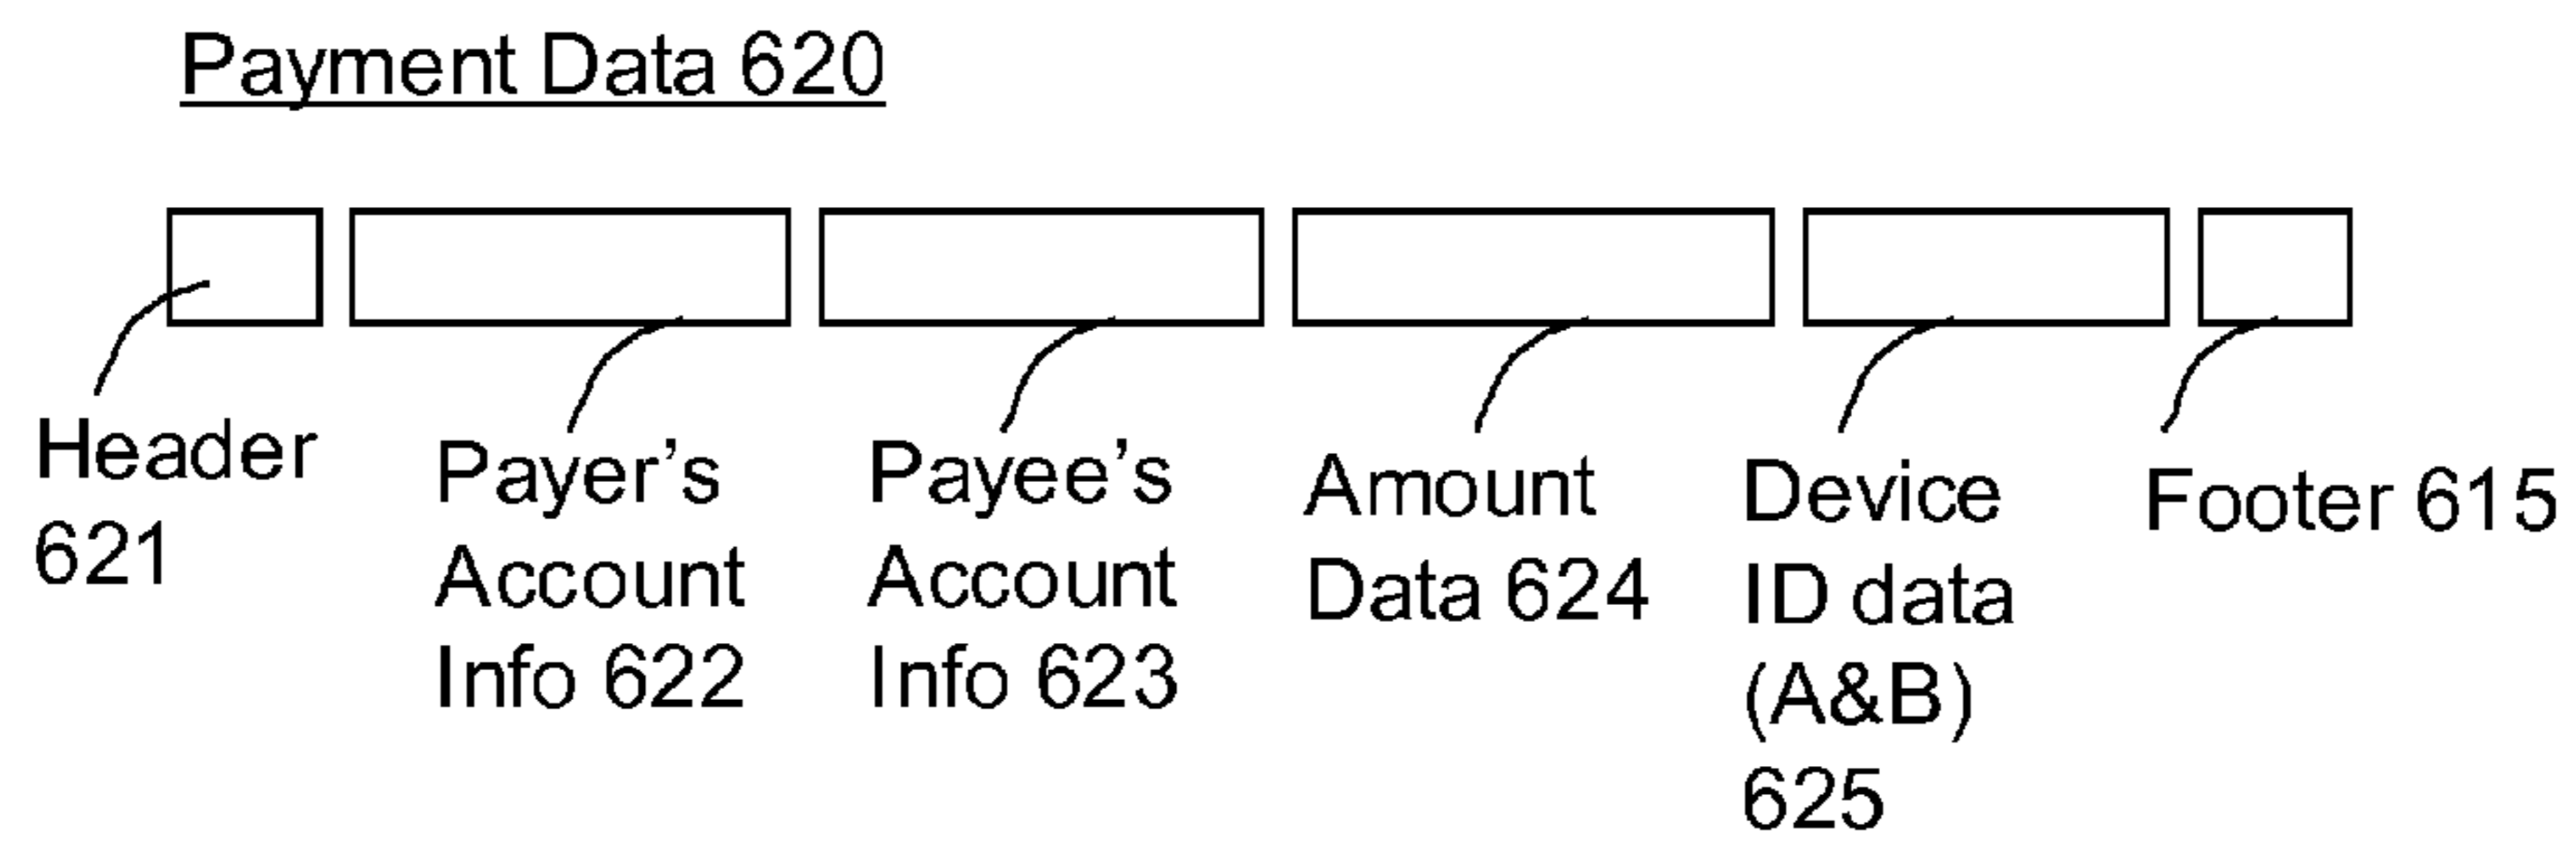 Payment Data 620
Header
621
Payer’s
Account
Info 622
Payee’s
Account
Info 623
Amount
Data 624
Device
ID data
(A&B)
625
Footer 615